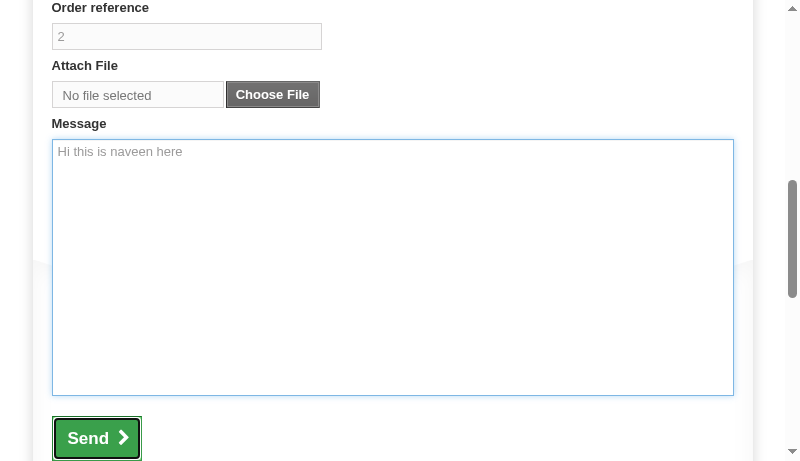 Order reference
2
Attach File
No file selected
Choose File
Message
Hi this is naveen here
Send